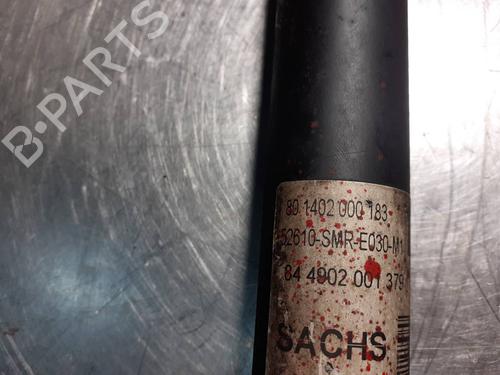 B-PARTS
80 1402 000 183
52610-SMR-E030-M1
84 4902 001 379
SACHS